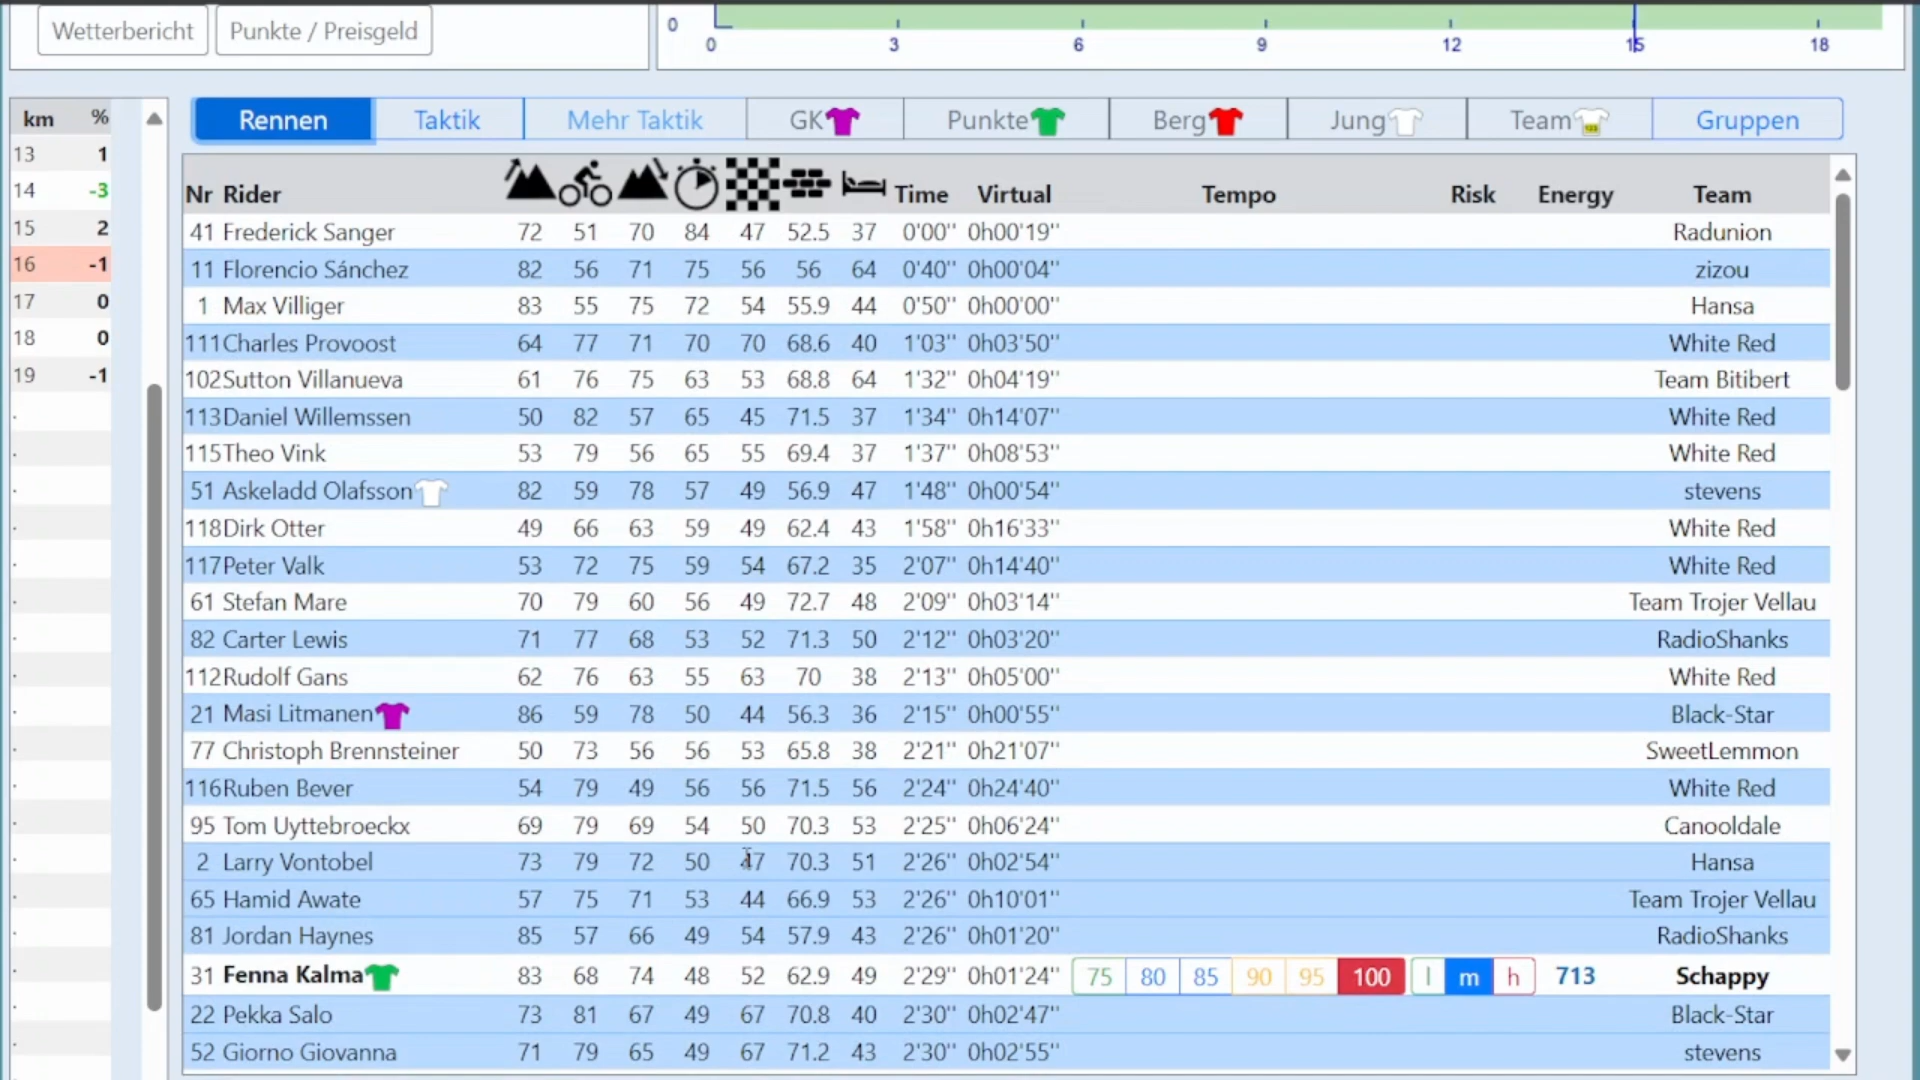 Wetterbericht Punkte / Preisgeld
0
0 3 6 9 12 15 18
km %
13 1
14 -3
15 2
16 -1
17 0
18 0
19 -1
Rennen Taktik Mehr Taktik GK Punkte Berg Jung Team Gruppen
Nr Rider Time Virtual Tempo Risk Energy Team
41 Frederick Sanger 72 51 70 84 47 52.5 37 0'00'' 0h00'19'' Radunion
11 Florencio Sánchez 82 56 71 75 56 56 64 0'40'' 0h00'04'' zizou
1 Max Villiger 83 55 75 72 54 55.9 44 0'50'' 0h00'00'' Hansa
111 Charles Provoost 64 77 71 70 70 68.6 40 1'03'' 0h03'50'' White Red
102 Sutton Villanueva 61 76 75 63 53 68.8 64 1'32'' 0h04'19'' Team Bitibert
113 Daniel Willemssen 50 82 57 65 45 71.5 37 1'34'' 0h14'07'' White Red
115 Theo Vink 53 79 56 65 55 69.4 37 1'37'' 0h08'53'' White Red
51 Askeladd Olafsson 82 59 78 57 49 56.9 47 1'48'' 0h00'54'' stevens
118 Dirk Otter 49 66 63 59 49 62.4 43 1'58'' 0h16'33'' White Red
117 Peter Valk 53 72 75 59 54 67.2 35 2'07'' 0h14'40'' White Red
61 Stefan Mare 70 79 60 56 49 72.7 48 2'09'' 0h03'14'' Team Trojer Vellau
82 Carter Lewis 71 77 68 53 52 71.3 50 2'12'' 0h03'20'' RadioShanks
112 Rudolf Gans 62 76 63 55 63 70 38 2'13'' 0h05'00'' White Red
21 Masi Litmanen 86 59 78 50 44 56.3 36 2'15'' 0h00'55'' Black-Star
77 Christoph Brennsteiner 50 73 56 56 53 65.8 38 2'21'' 0h21'07'' SweetLemmon
116 Ruben Bever 54 79 49 56 56 71.5 56 2'24'' 0h24'40'' White Red
95 Tom Uyttebroeckx 69 79 69 54 50 70.3 53 2'25'' 0h06'24'' Canooldale
2 Larry Vontobel 73 79 72 50 47 70.3 51 2'26'' 0h02'54'' Hansa
65 Hamid Awate 57 75 71 53 44 66.9 53 2'26'' 0h10'01'' Team Trojer Vellau
81 Jordan Haynes 85 57 66 49 54 57.9 43 2'26'' 0h01'20'' RadioShanks
31 Fenna Kalma 83 68 74 48 52 62.9 49 2'29'' 0h01'24'' 75 80 85 90 95 100 l m h 713 Schappy
22 Pekka Salo 73 81 67 49 67 70.8 40 2'30'' 0h02'47'' Black-Star
52 Giorno Giovanna 71 79 65 49 67 71.2 43 2'30'' 0h02'55'' stevens